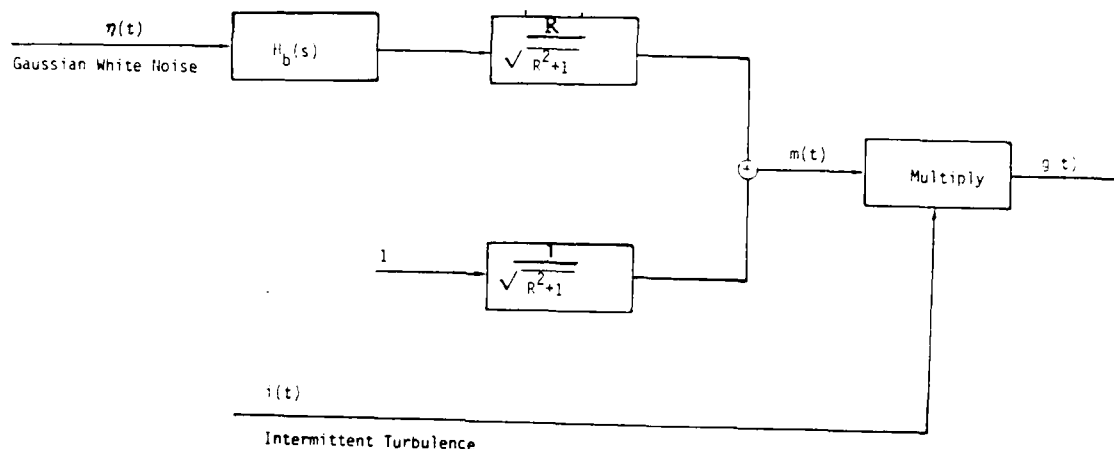 η(t)
Gaussian White Noise
H_b(s)
R
√R²+1
+
m(t)
Multiply
g t)
1
1
√R²+1
i(t)
Intermittent Turbulence